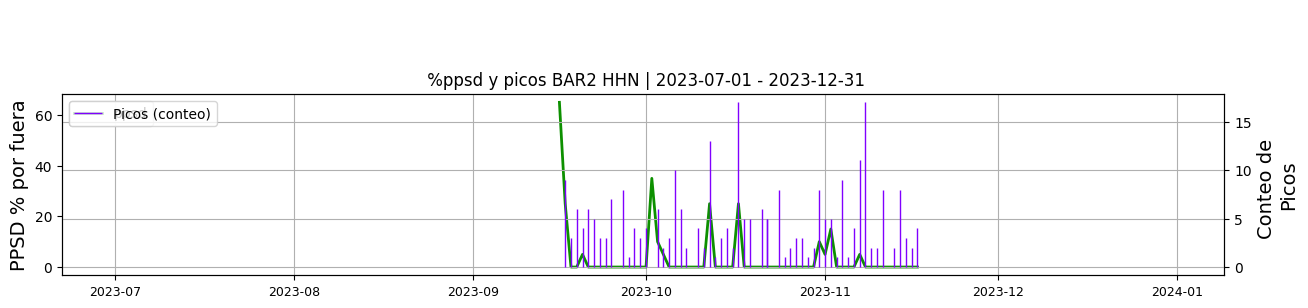 %ppsd y picos BAR2 HHN | 2023-07-01 - 2023-12-31
Picos (conteo)
PPSD % por fuera
60
40
20
0
15
10
5
0
Conteo de
Picos
2023-07 2023-08 2023-09 2023-10 2023-11 2023-12 2024-01